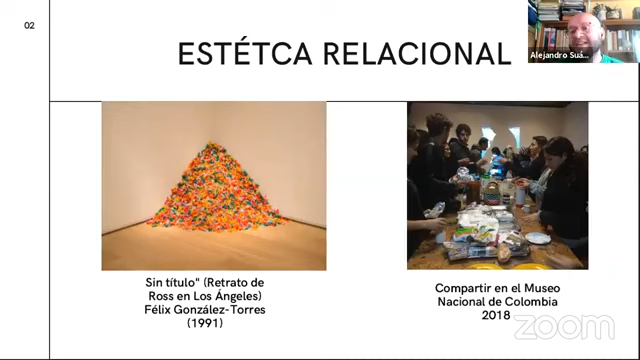 02
ESTÉTCA RELACIONAL
Alejandro Suá...
Sin título" (Retrato de
Ross en Los Ángeles)
Félix González-Torres
(1991)
Compartir en el Museo
Nacional de Colombia
2018
zoom